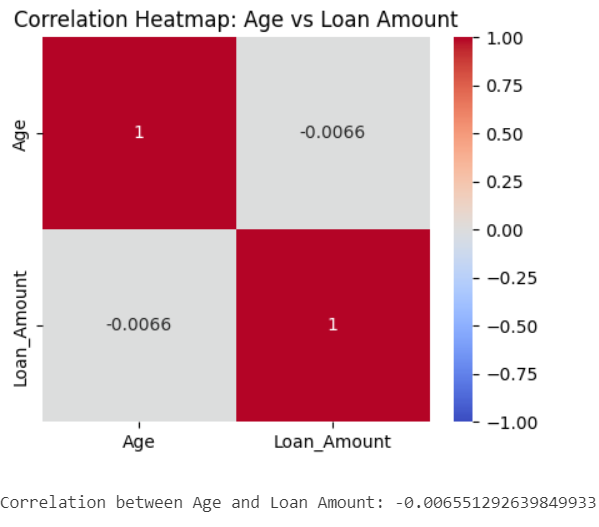 Correlation Heatmap: Age vs Loan Amount
Age
1
-0.0066
Loan_Amount
-0.0066
1
Age
Loan_Amount
1.00
0.75
0.50
0.25
0.00
-0.25
-0.50
-0.75
-1.00
Correlation between Age and Loan Amount: -0.006551292639849933